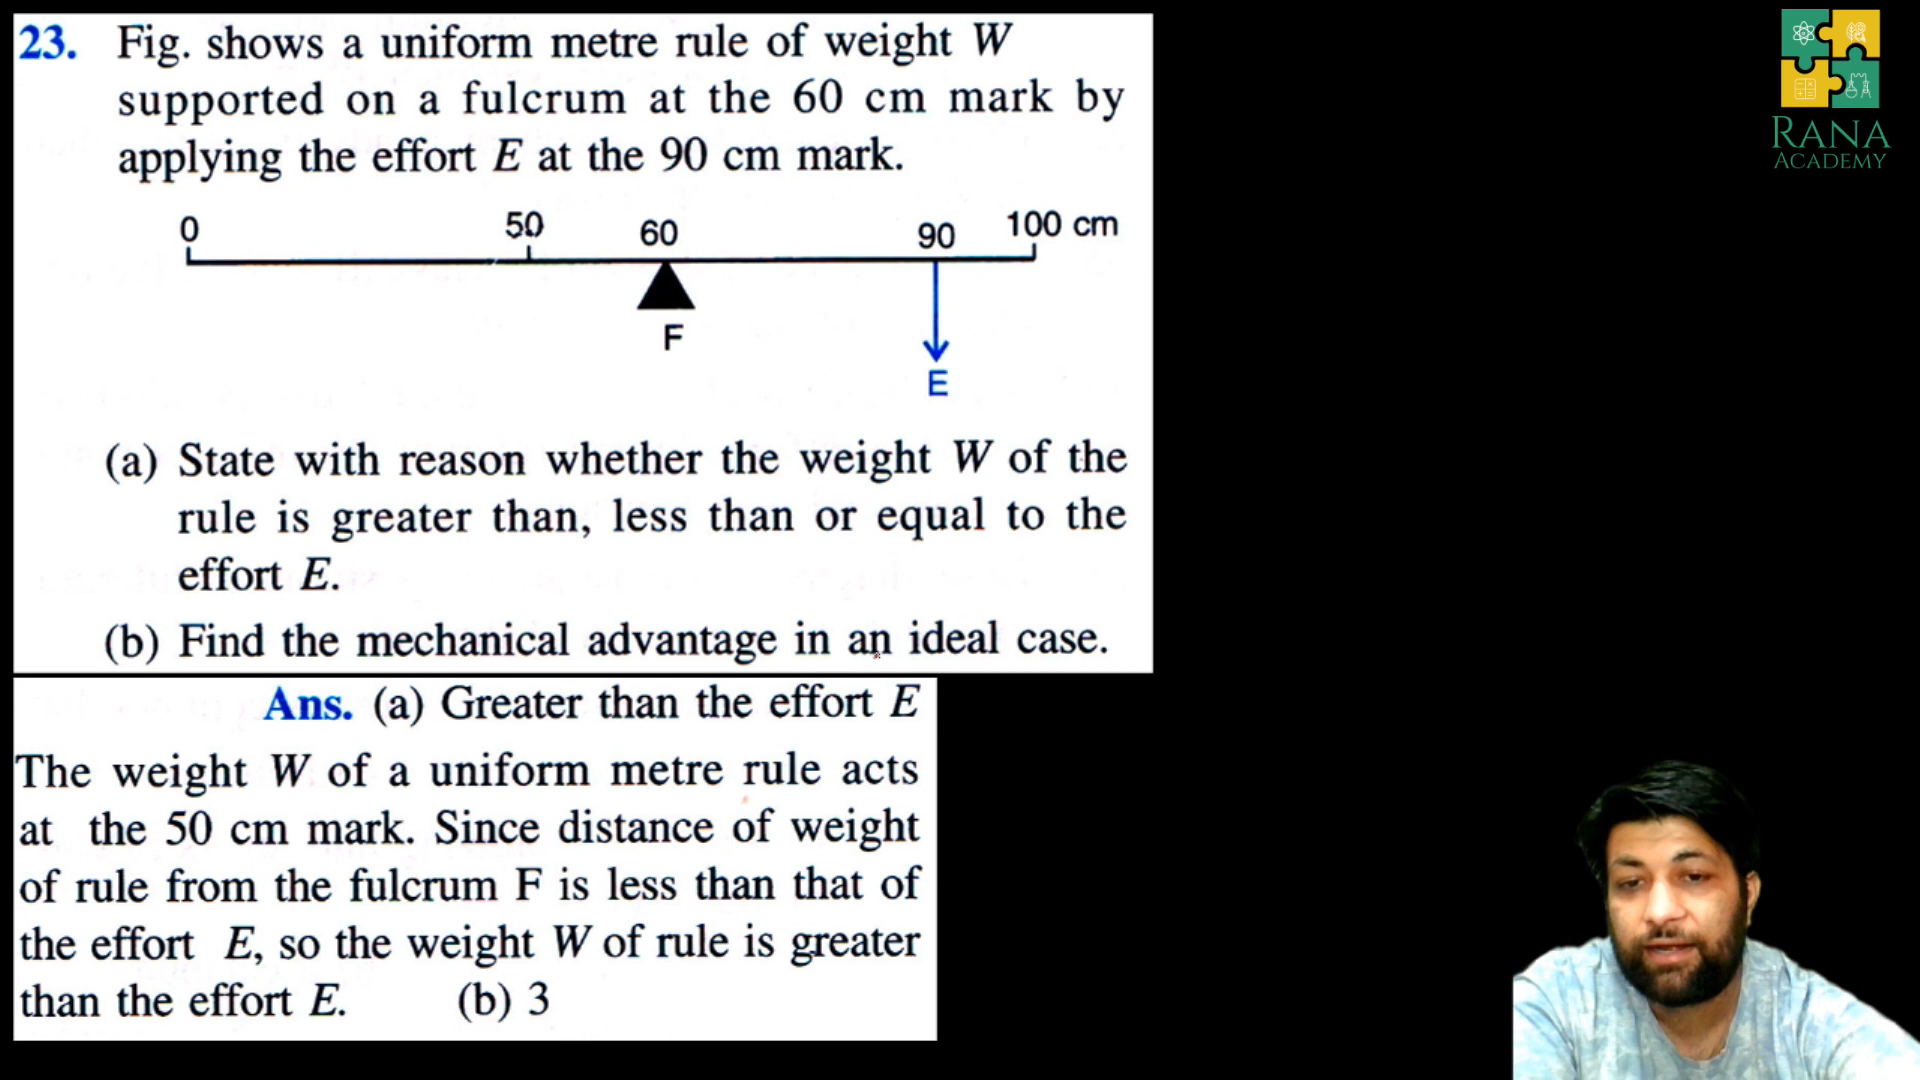 23. Fig. shows a uniform metre rule of weight W
supported on a fulcrum at the 60 cm mark by
applying the effort E at the 90 cm mark.
0 50 60 90 100 cm
F
E
(a) State with reason whether the weight W of the
rule is greater than, less than or equal to the
effort E.
(b) Find the mechanical advantage in an ideal case.
Ans. (a) Greater than the effort E
The weight W of a uniform metre rule acts
at the 50 cm mark. Since distance of weight
of rule from the fulcrum F is less than that of
the effort E, so the weight W of rule is greater
than the effort E. (b) 3
RANA
ACADEMY